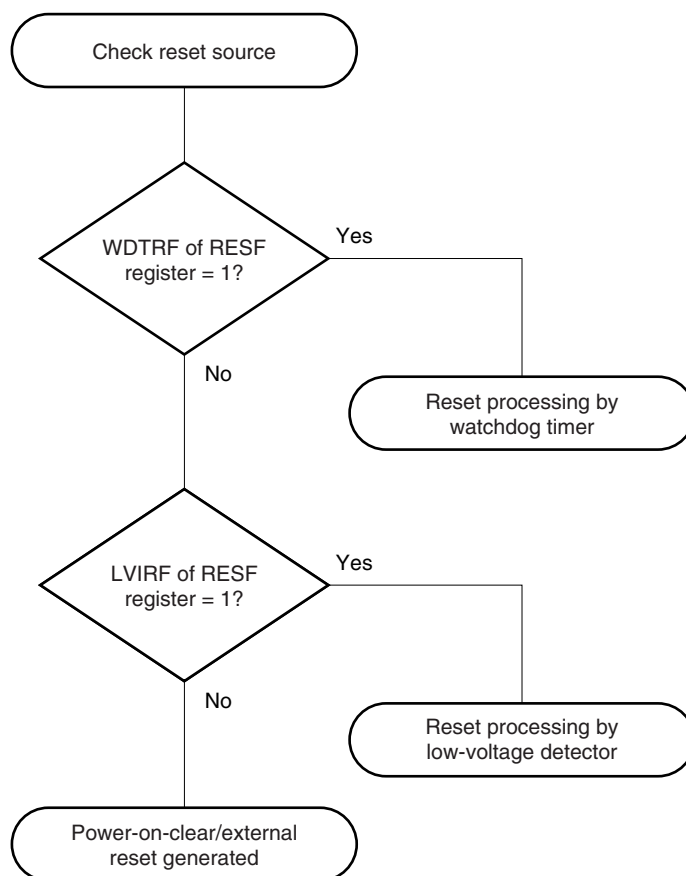 Check reset source
WDTRF of RESF
register = 1?
Yes
No
Reset processing by
watchdog timer
LVIRF of RESF
register = 1?
Yes
No
Reset processing by
low-voltage detector
Power-on-clear/external
reset generated